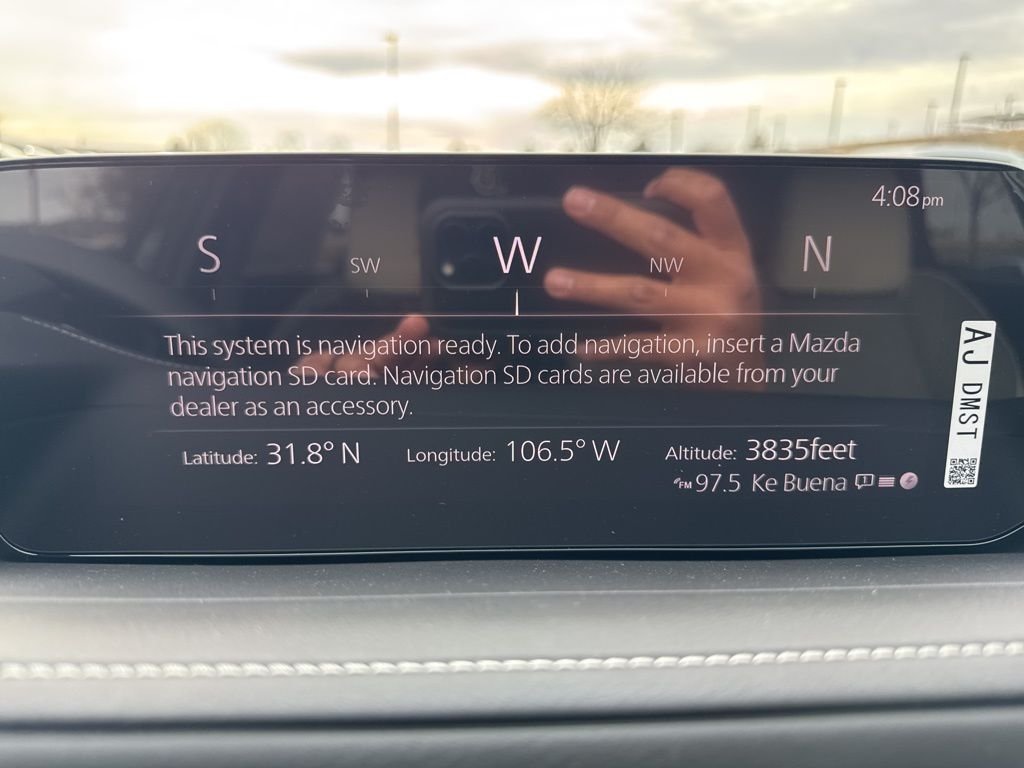 4:08pm
S SW W NW N
This system is navigation ready. To add navigation, insert a Mazda
navigation SD card. Navigation SD cards are available from your
dealer as an accessory.
Latitude: 31.8° N Longitude: 106.5° W Altitude: 3835feet
FM 97.5 Ke Buena
AJ DMST